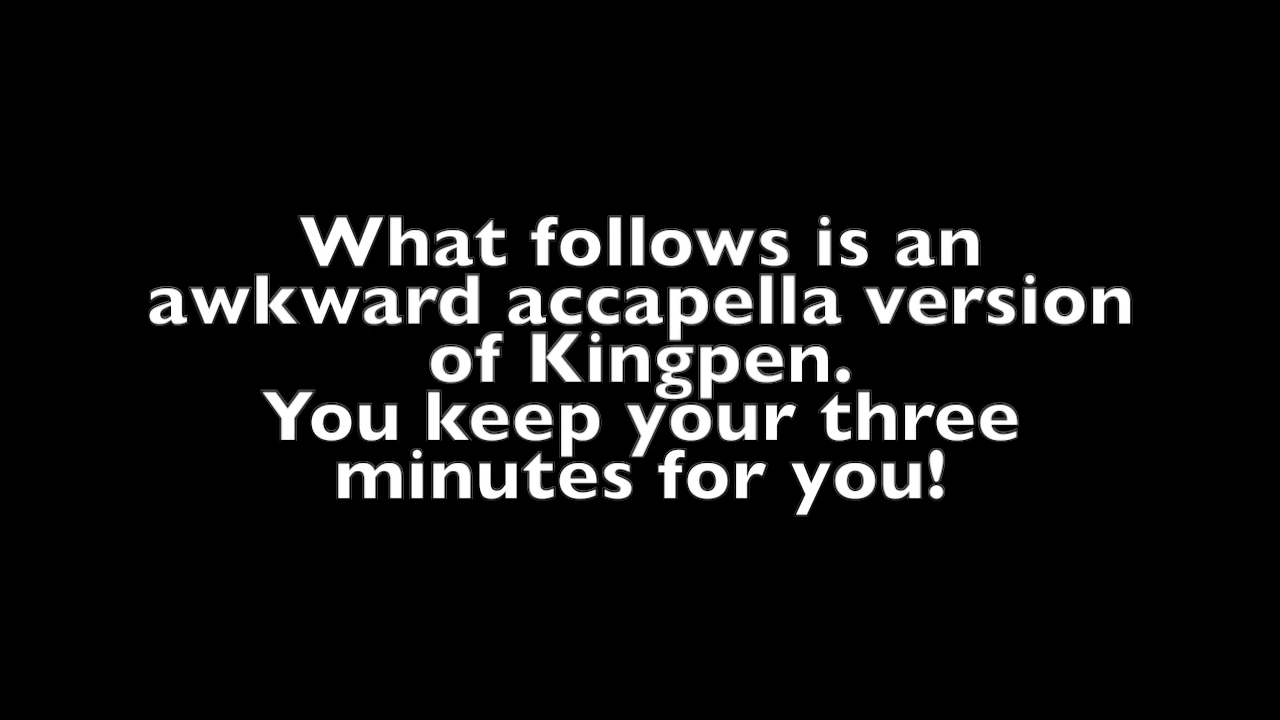 What follows is an
awkward accapella version
of Kingpen.
You keep your three
minutes for you!